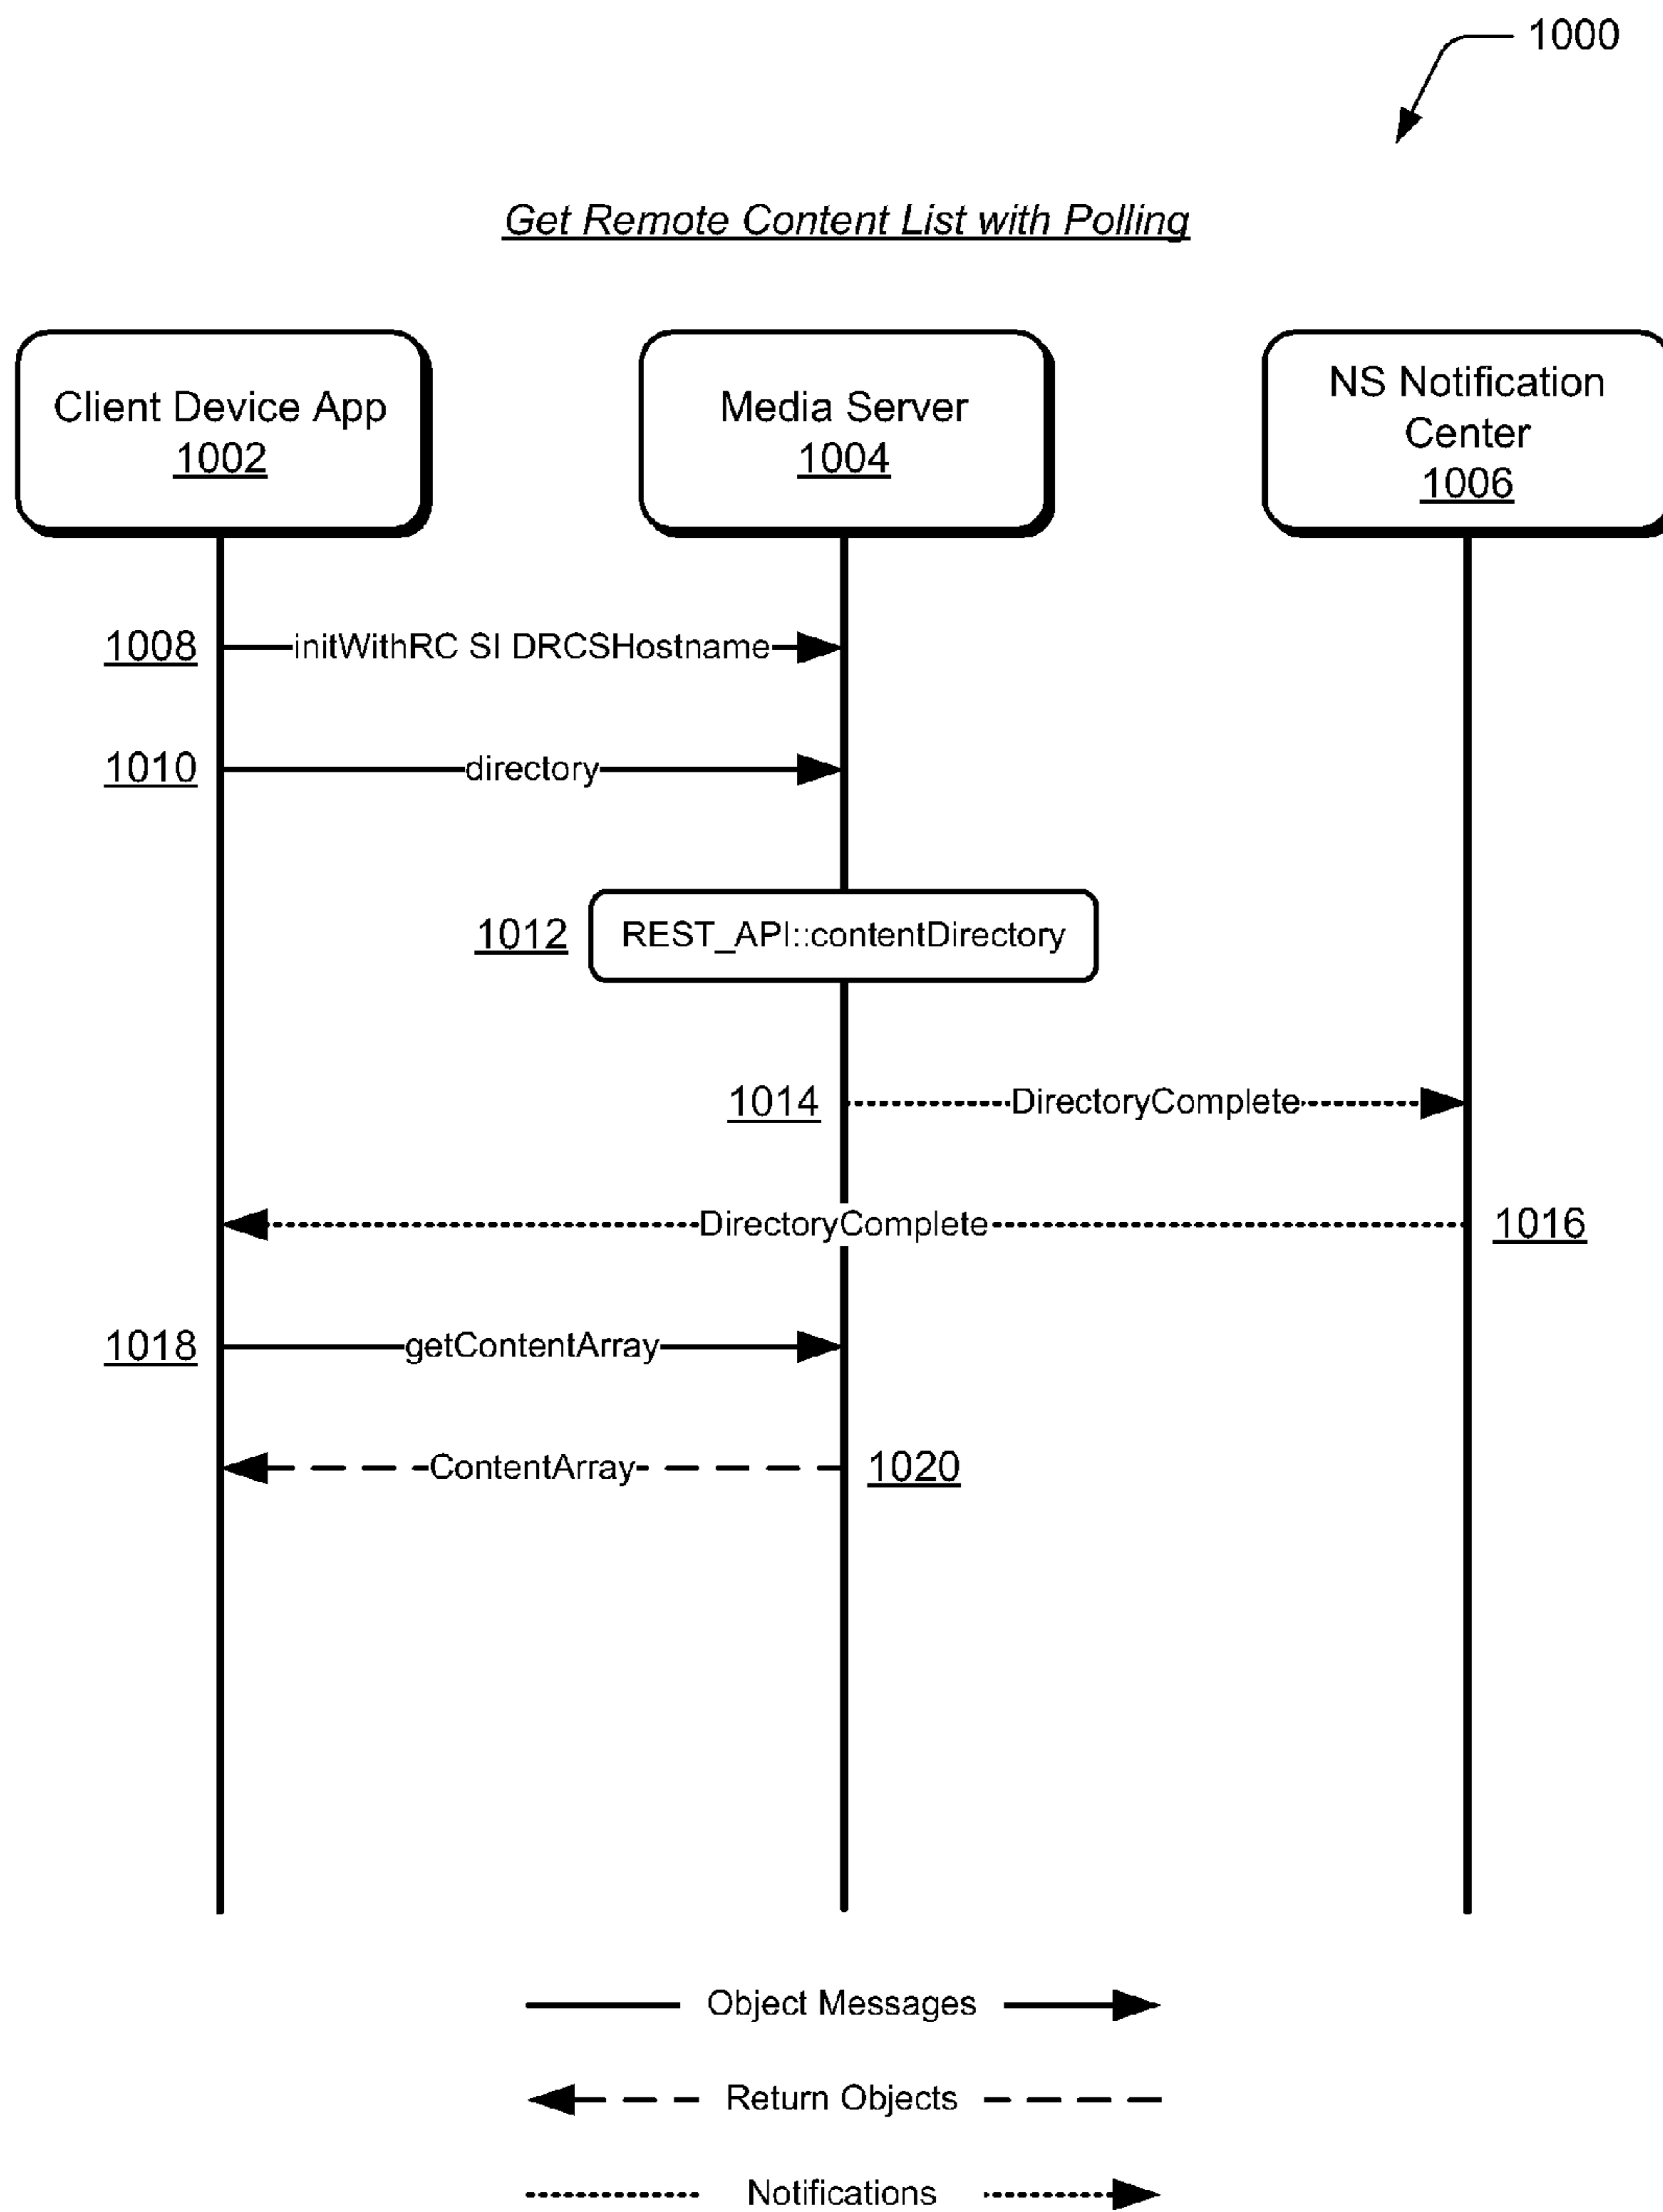 1000
Get Remote Content List with Polling
Client Device App
1002
Media Server
1004
NS Notification
Center
1006
1008 initWithRC SI DRCSHostname
1010 directory
1012 REST_API::contentDirectory
1014 DirectoryComplete
DirectoryComplete 1016
1018 getContentArray
ContentArray 1020
Object Messages
Return Objects
Notifications